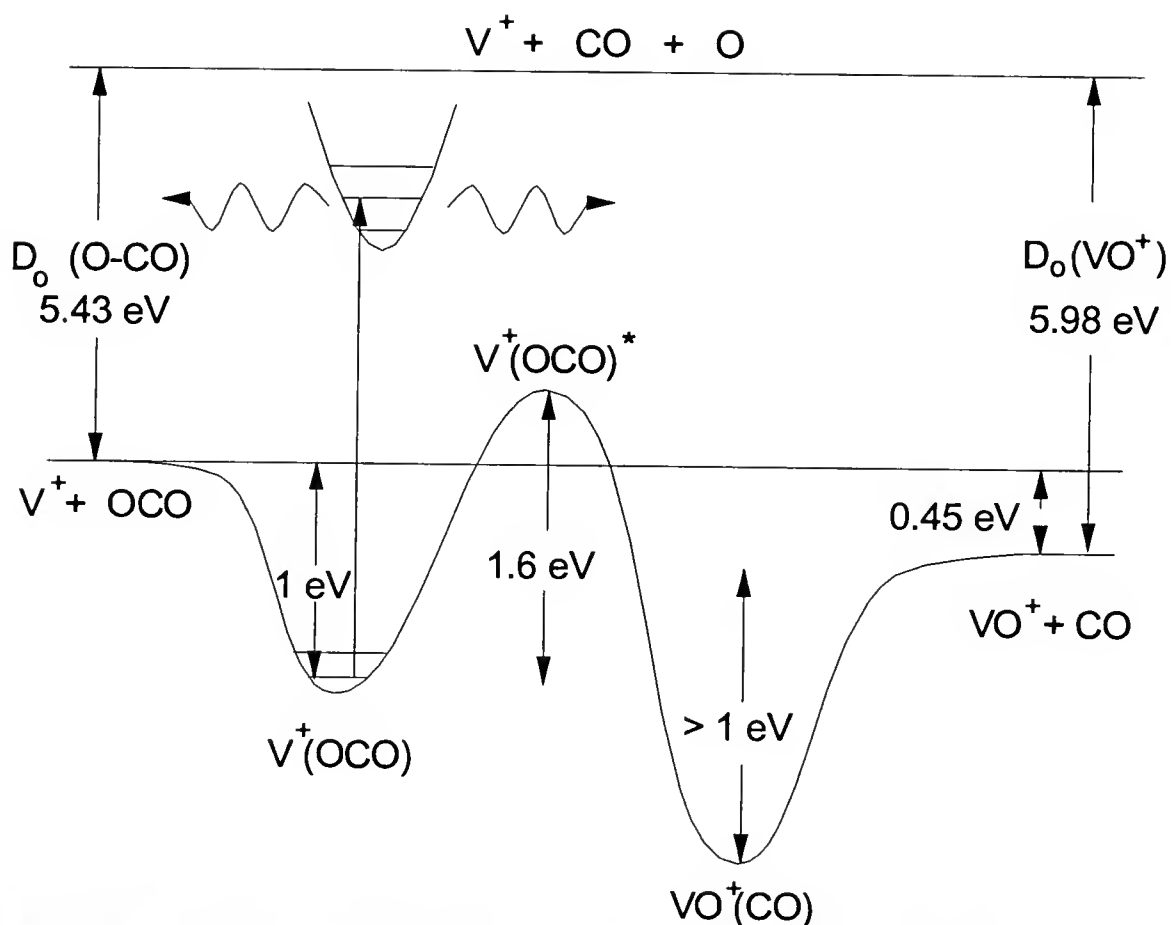 V⁺ + CO + O
Dₒ (O-CO)
5.43 eV
Dₒ(VO⁺)
5.98 eV
V⁺(OCO)*
V⁺ + OCO
0.45 eV
1 eV
1.6 eV
VO⁺ + CO
> 1 eV
V⁺(OCO)
VO⁺(CO)